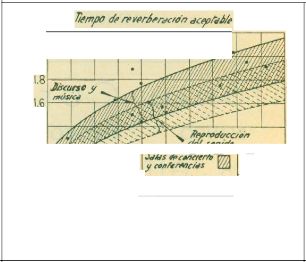 Tiempo de reverberación aceptable
1.8
Discurso y
música
1.6
Reproducción
del sonido
Salas de concierto
y conferencias